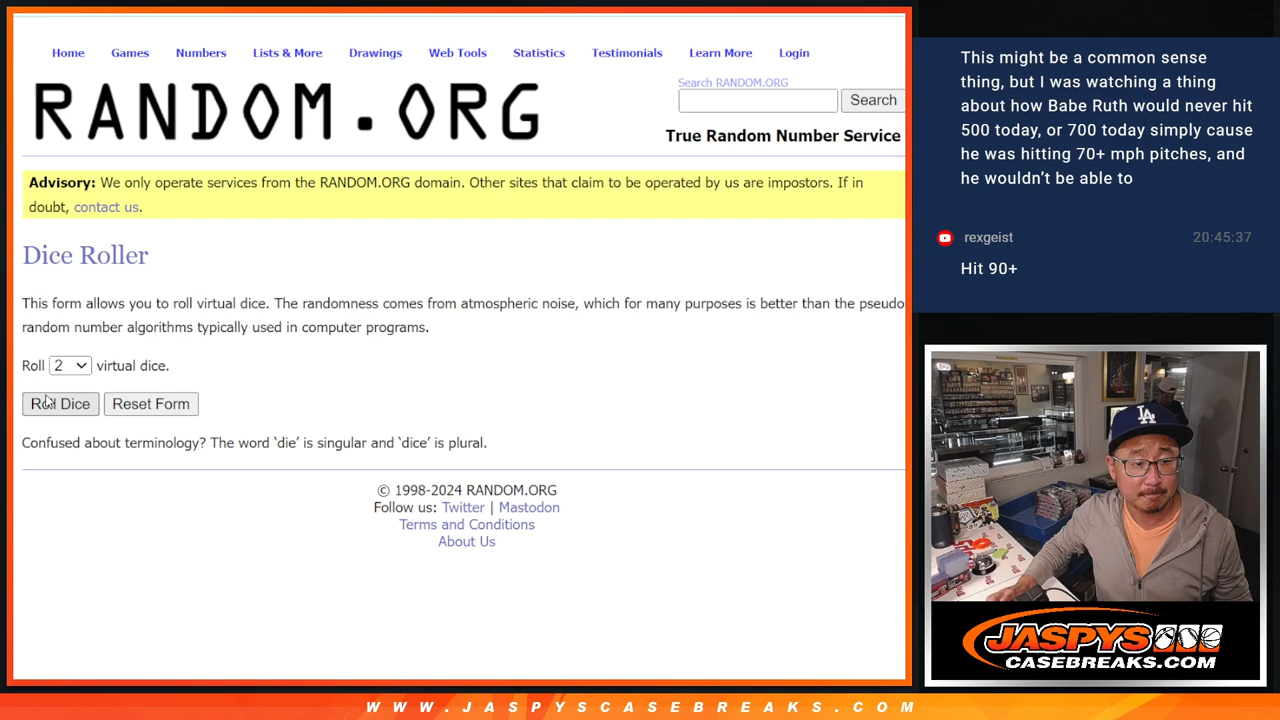 Home Games Numbers Lists & More Drawings Web Tools Statistics Testimonials Learn More Login
Search RANDOM.ORG
RANDOM.ORG
Search
True Random Number Service
Advisory: We only operate services from the RANDOM.ORG domain. Other sites that claim to be operated by us are impostors. If in
doubt, contact us.
Dice Roller
This form allows you to roll virtual dice. The randomness comes from atmospheric noise, which for many purposes is better than the pseudo
random number algorithms typically used in computer programs.
Roll 2 virtual dice.
Roll Dice Reset Form
Confused about terminology? The word ‘die’ is singular and ‘dice’ is plural.
© 1998-2024 RANDOM.ORG
Follow us: Twitter | Mastodon
Terms and Conditions
About Us
This might be a common sense
thing, but I was watching a thing
about how Babe Ruth would never hit
500 today, or 700 today simply cause
he was hitting 70+ mph pitches, and
he wouldn’t be able to
rexgeist 20:45:37
Hit 90+
LA
JASPYS
CASEBREAKS.COM
WWW.JASPYSCASEBREAKS.COM